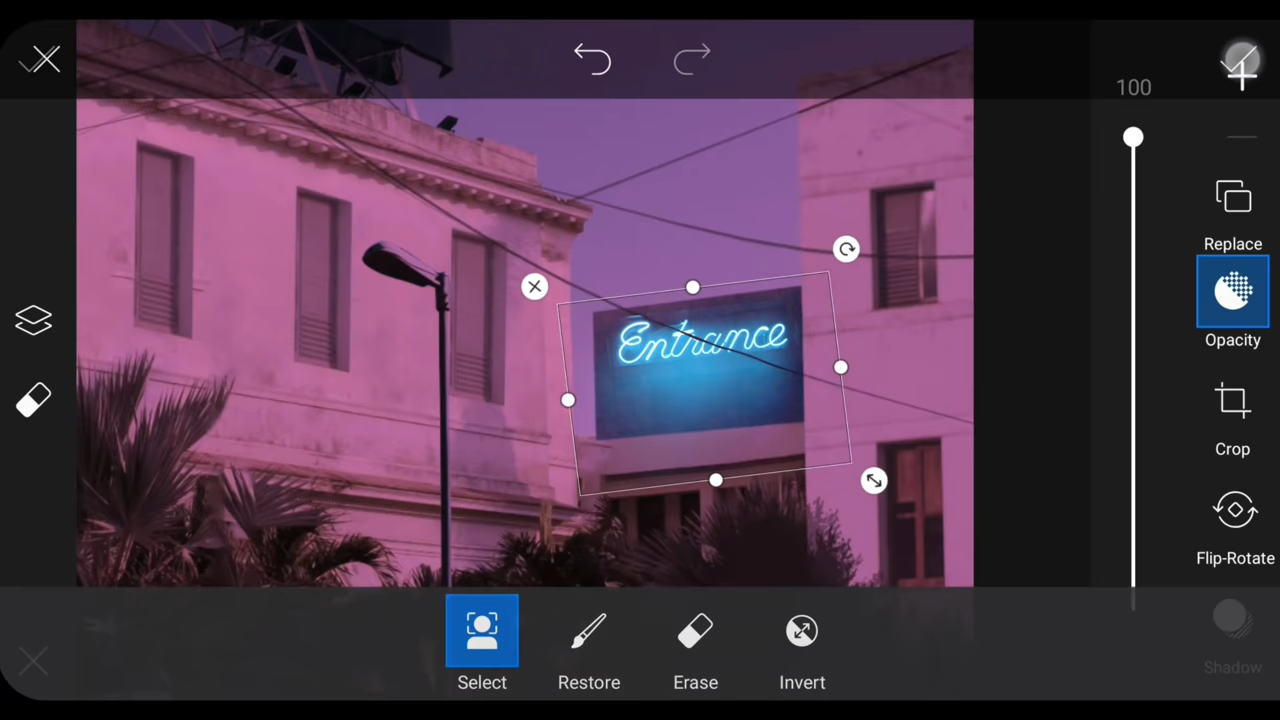 100
Replace
Opacity
Entrance
Crop
Flip-Rotate
Shadow
Select
Restore
Erase
Invert